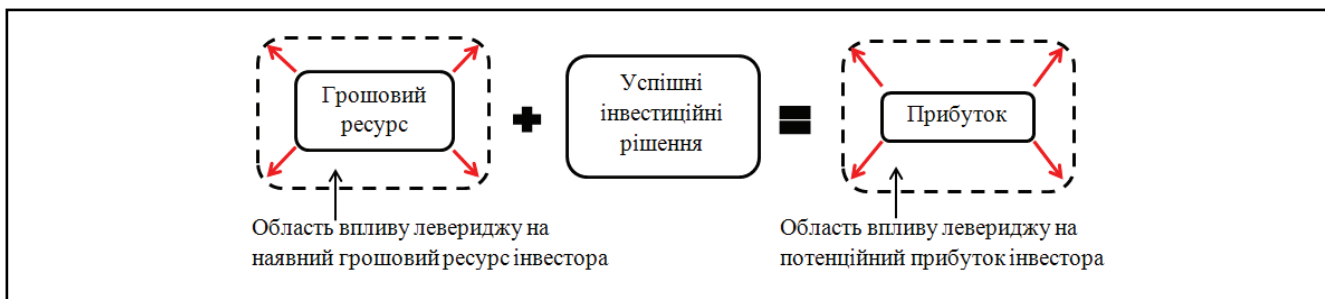 Грошовий
ресурс
Успішні
інвестиційні
рішення
Прибуток
Область впливу левериджу на
наявний грошовий ресурс інвестора
Область впливу левериджу на
потенційний прибуток інвестора